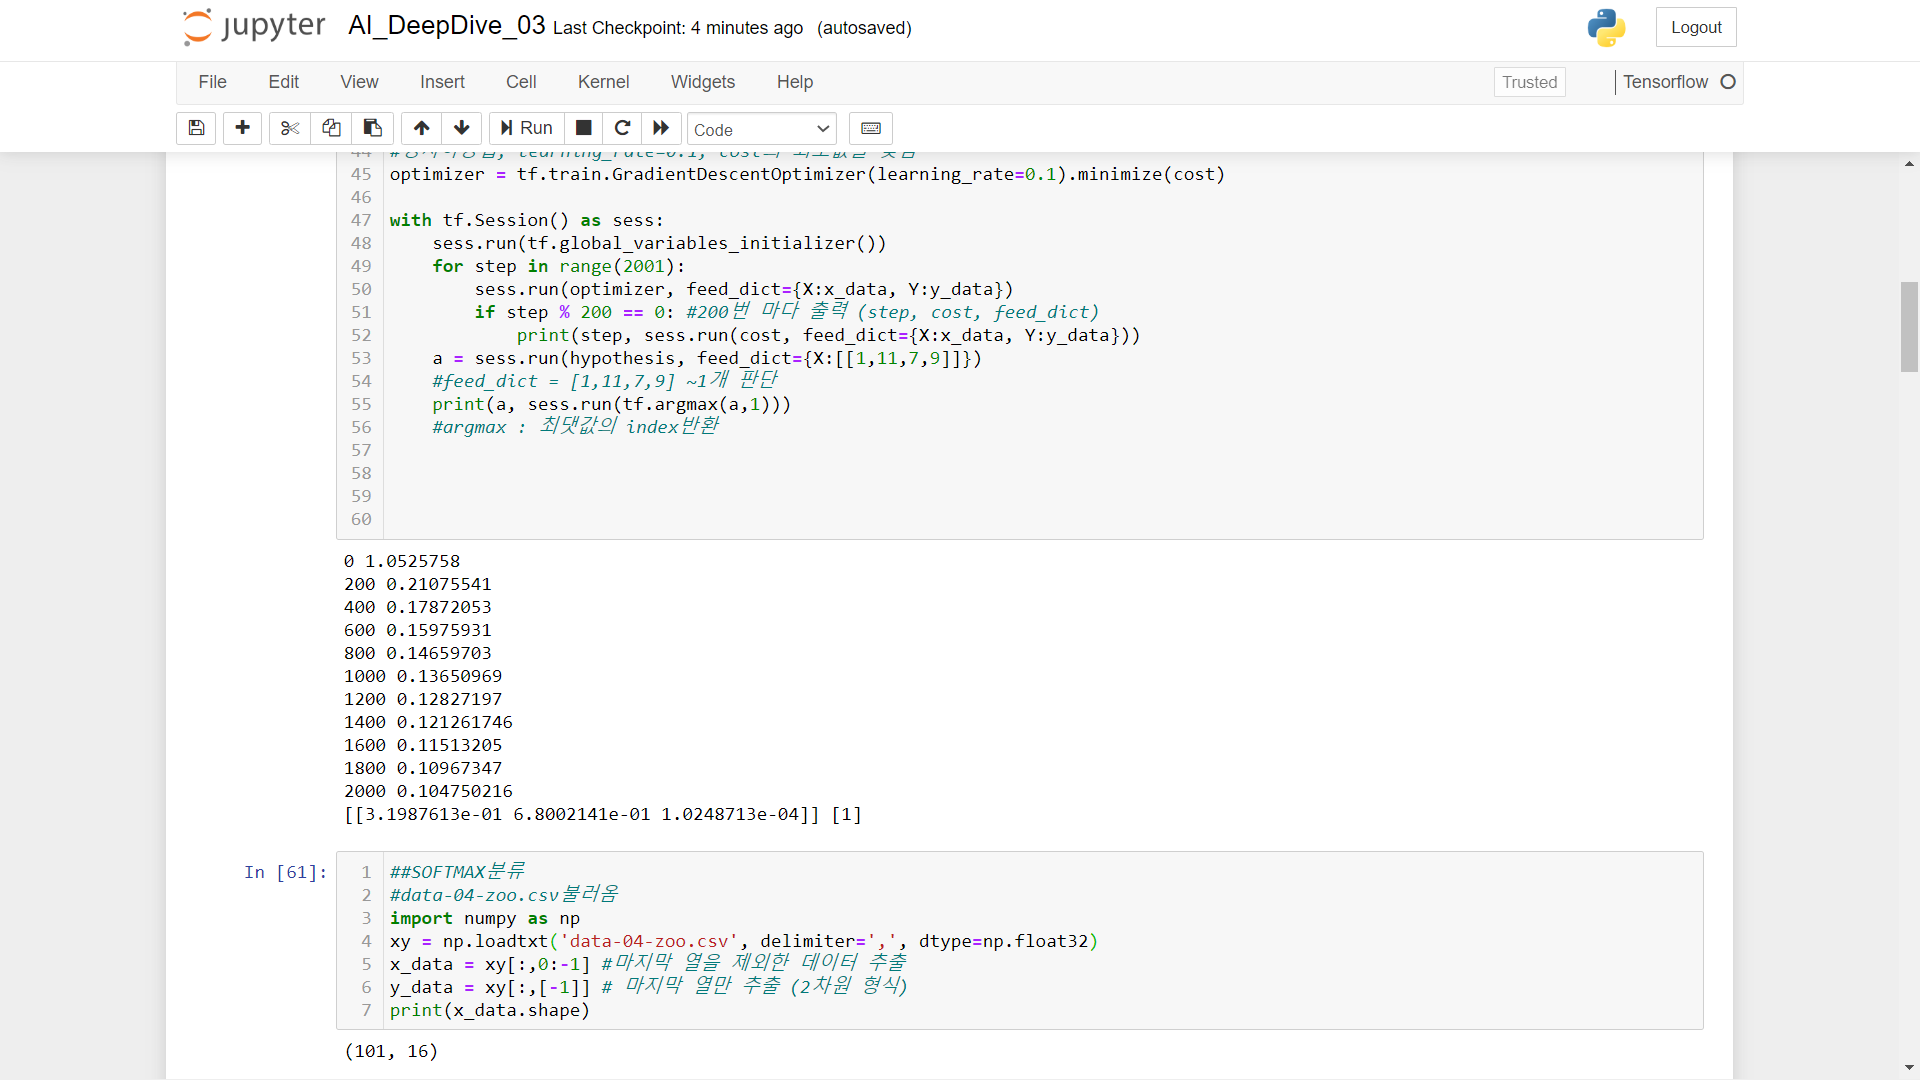 jupyter AI_DeepDive_03 Last Checkpoint: 4 minutes ago (autosaved) Logout
File Edit View Insert Cell Kernel Widgets Help Trusted Tensorflow
Run Code
45 optimizer = tf.train.GradientDescentOptimizer(learning_rate=0.1).minimize(cost)
46
47 with tf.Session() as sess:
48     sess.run(tf.global_variables_initializer())
49     for step in range(2001):
50         sess.run(optimizer, feed_dict={X:x_data, Y:y_data})
51         if step % 200 == 0: #200번 마다 출력 (step, cost, feed_dict)
52             print(step, sess.run(cost, feed_dict={X:x_data, Y:y_data}))
53     a = sess.run(hypothesis, feed_dict={X:[[1,11,7,9]]})
54     #feed_dict = [1,11,7,9] ~1개 판단
55     print(a, sess.run(tf.argmax(a,1)))
56     #argmax : 최댓값의 index반환
57
58
59
60
0 1.0525758
200 0.21075541
400 0.17872053
600 0.15975931
800 0.14659703
1000 0.13650969
1200 0.12827197
1400 0.121261746
1600 0.11513205
1800 0.10967347
2000 0.104750216
[[3.1987613e-01 6.8002141e-01 1.0248713e-04]] [1]
In [61]: 1 ##SOFTMAX분류
2 #data-04-zoo.csv불러옴
3 import numpy as np
4 xy = np.loadtxt('data-04-zoo.csv', delimiter=',', dtype=np.float32)
5 x_data = xy[:,0:-1] #마지막 열을 제외한 데이터 추출
6 y_data = xy[:,[-1]] # 마지막 열만 추출 (2차원 형식)
7 print(x_data.shape)
(101, 16)